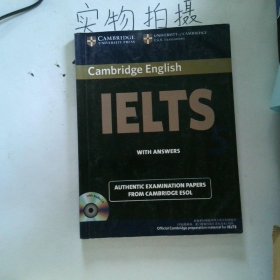 实物拍摄
CAMBRIDGE
UNIVERSITY PRESS
UNIVERSITY of CAMBRIDGE
ESOL Examinations
Cambridge English
IELTS
WITH ANSWERS
AUTHENTIC EXAMINATION PAPERS
FROM CAMBRIDGE ESOL
Official Cambridge preparation material for IELTS